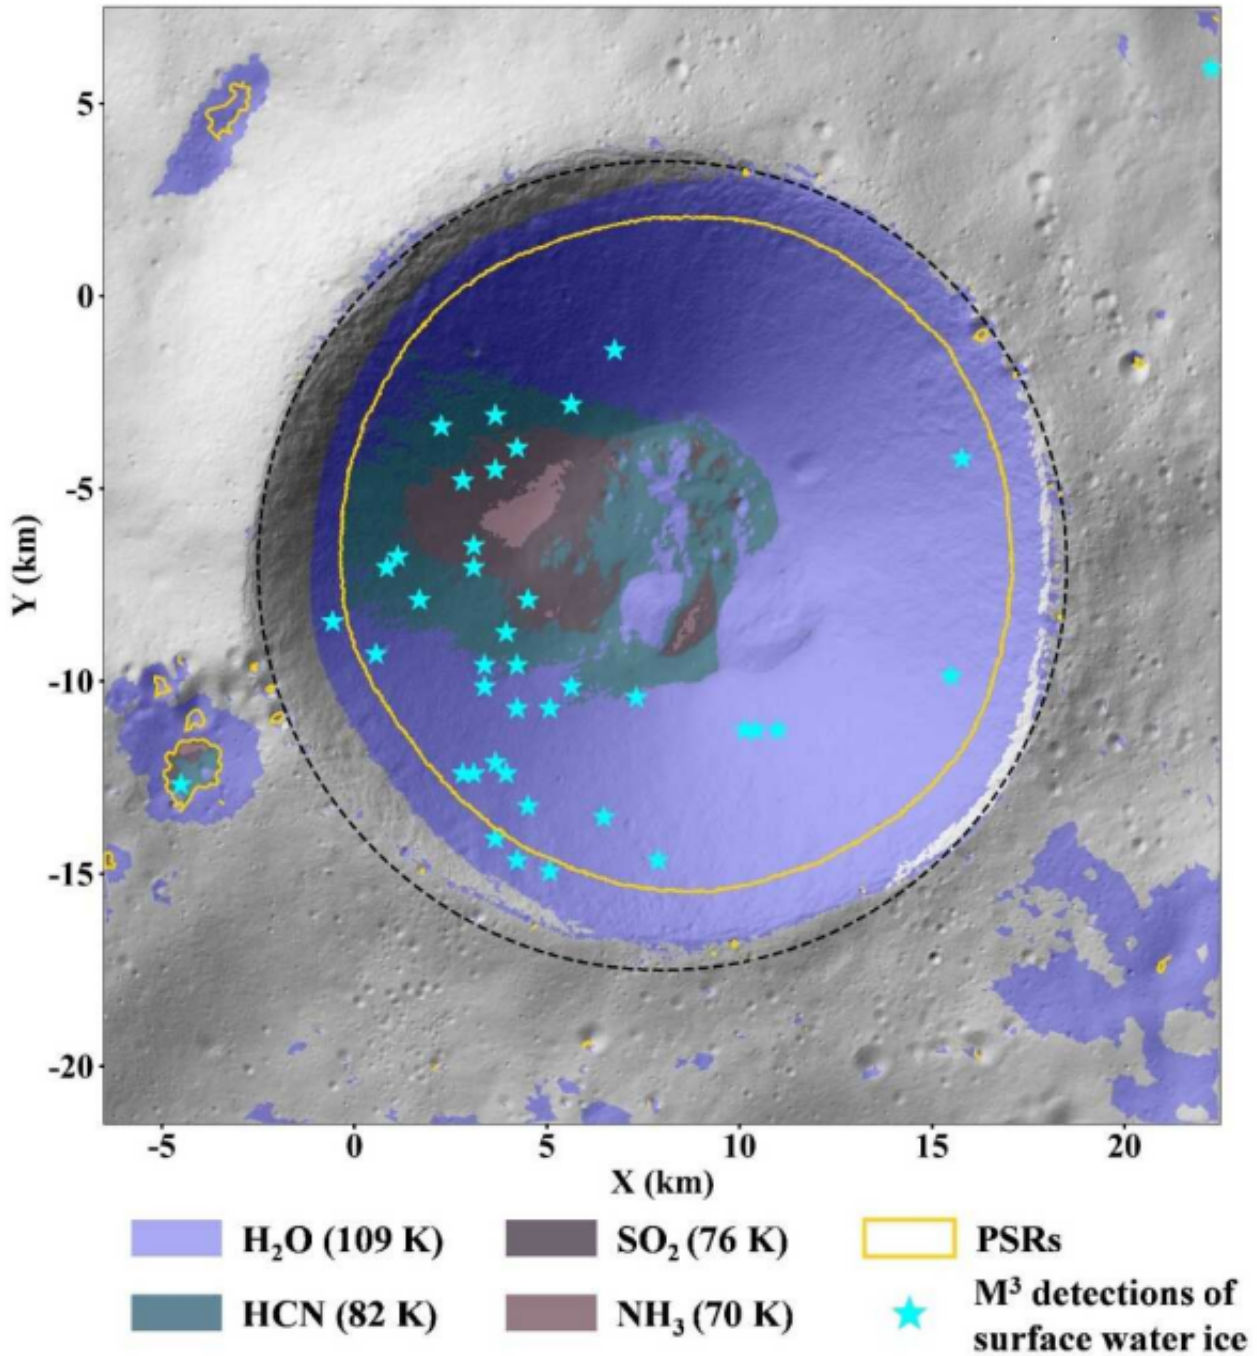 5
0
-5
-10
-15
-20
Y (km)
-5 0 5 10 15 20
X (km)
H₂O (109 K) SO₂ (76 K) PSRs
HCN (82 K) NH₃ (70 K) M³ detections of
surface water ice